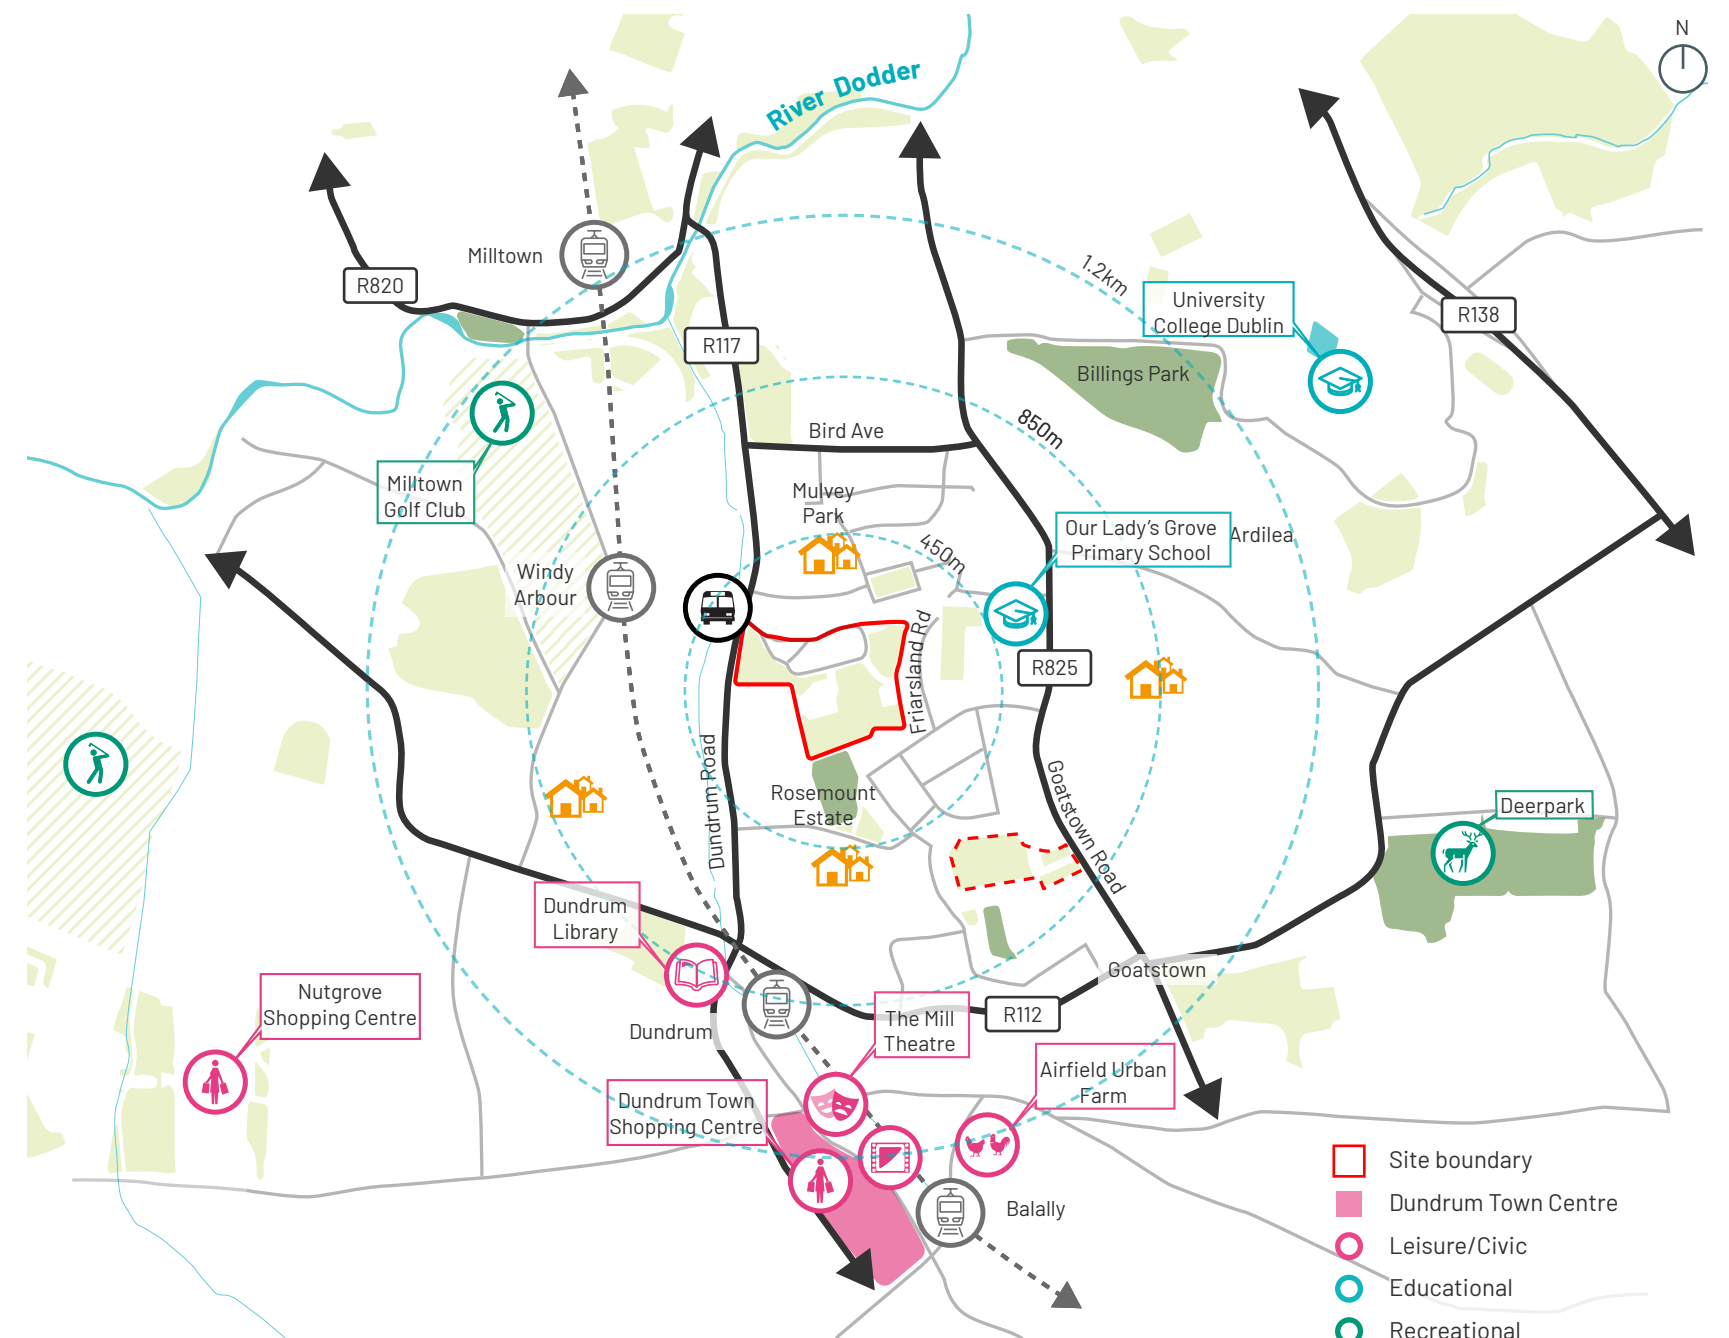 N
River Dodder
Milltown
R820
1.2km
University
College Dublin
R138
R117
Billings Park
850m
Bird Ave
Milltown
Golf Club
Mulvey
Park
450m
Our Lady's Grove
Primary School
Ardilea
Windy
Arbour
Friarsland Rd
R825
Dundrum Road
Goatstown Road
Rosemount
Estate
Deerpark
Dundrum
Library
Goatstown
Nutgrove
Shopping Centre
Dundrum
The Mill
Theatre
R112
Airfield Urban
Farm
Dundrum Town
Shopping Centre
Balally
Site boundary
Dundrum Town Centre
Leisure/Civic
Educational
Recreational